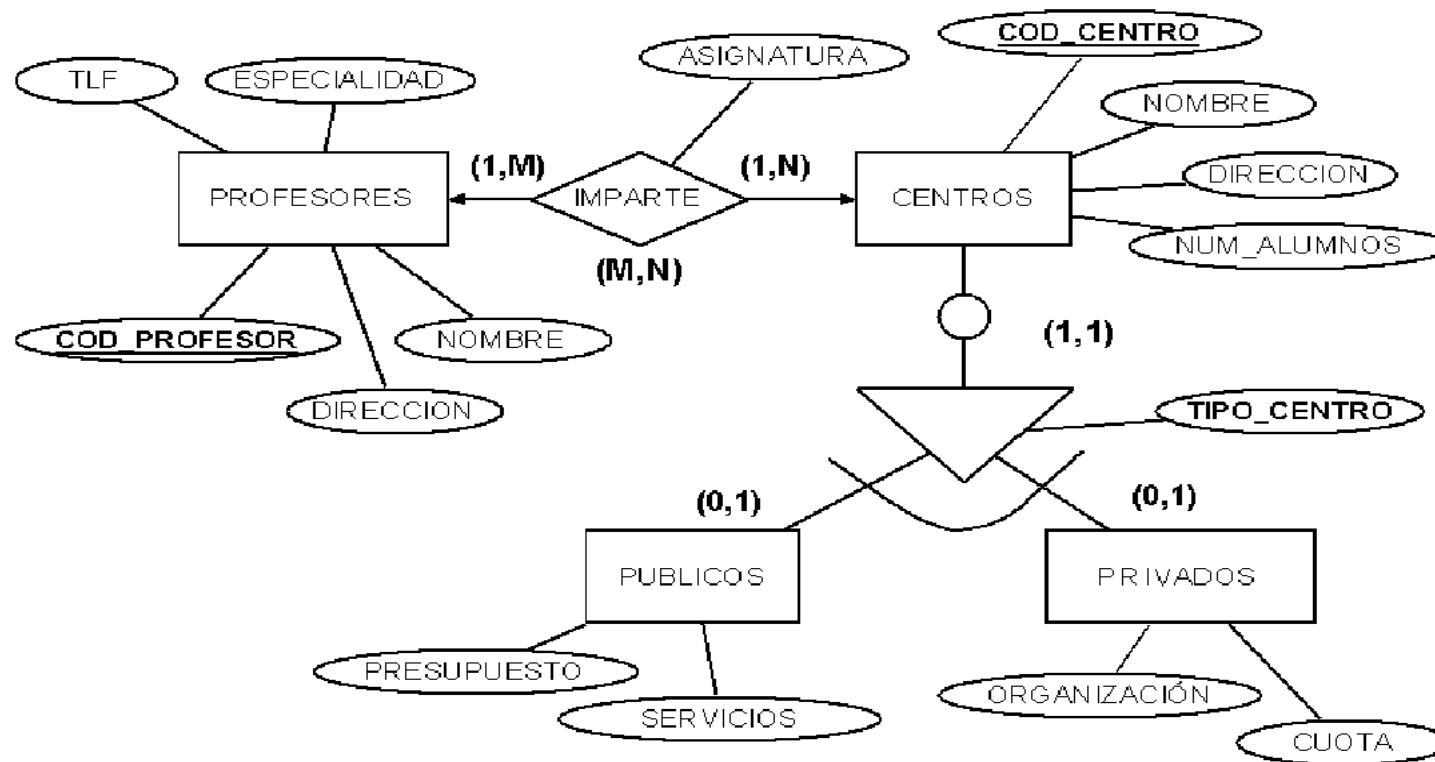 COD_CENTRO
ASIGNATURA
TLF
ESPECIALIDAD
NOMBRE
(1,M)
(1,N)
DIRECCION
PROFESORES
IMPARTE
CENTROS
NUM_ALUMNOS
(M,N)
COD_PROFESOR
NOMBRE
(1,1)
DIRECCION
TIPO_CENTRO
(0,1)
(0,1)
PUBLICOS
PRIVADOS
PRESUPUESTO
ORGANIZACIÓN
SERVICIOS
CUOTA